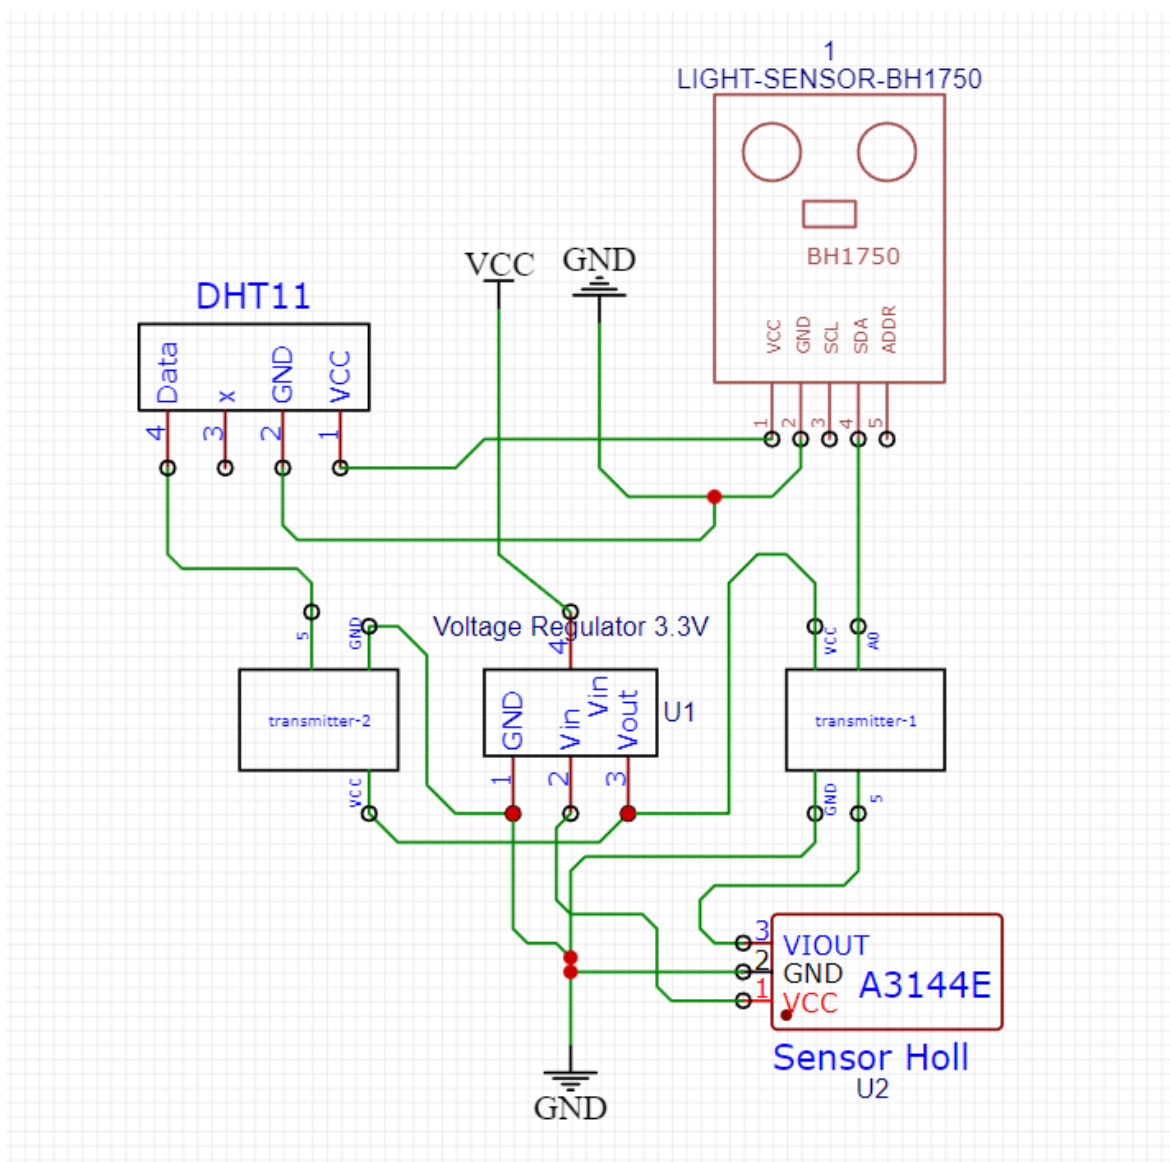 1
LIGHT-SENSOR-BH1750
BH1750
VCC
GND
SCL
SDA
ADDR
1
2
3
4
5
VCC
GND
DHT11
Data
x
GND
VCC
4
3
2
1
5
GND
transmitter-2
VCC
Voltage Regulator 3.3V
4
GND
Vin
Vin
Vout
U1
1
2
3
VCC
A0
transmitter-1
GND
5
3
VIOUT
2
GND
1
VCC
A3144E
Sensor Holl
U2
GND